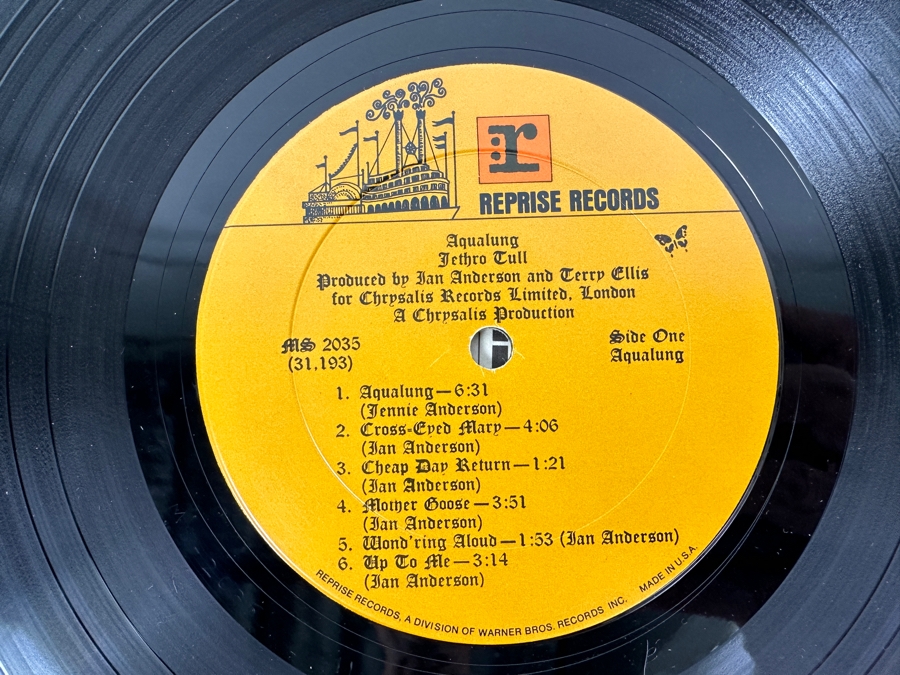 r
REPRISE RECORDS
Aqualung
Jethro Tull
Produced by Ian Anderson and Terry Ellis
for Chrysalis Records Limited, London
A Chrysalis Production
MS 2035
(31,193)
Side One
Aqualung
1. Aqualung—6:31
(Jennie Anderson)
2. Cross-Eyed Mary—4:06
(Ian Anderson)
3. Cheap Day Return—1:21
(Ian Anderson)
4. Mother Goose—3:51
(Ian Anderson)
5. Wond'ring Aloud—1:53 (Ian Anderson)
6. Up To Me—3:14
(Ian Anderson)
REPRISE RECORDS, A DIVISION OF WARNER BROS. RECORDS INC. MADE IN U.S.A.